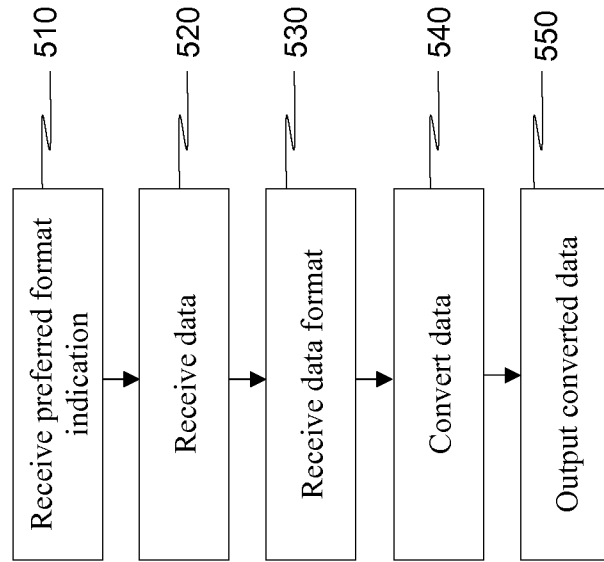 Receive preferred format
indication
510
Receive data
520
Receive data format
530
Convert data
540
Output converted data
550